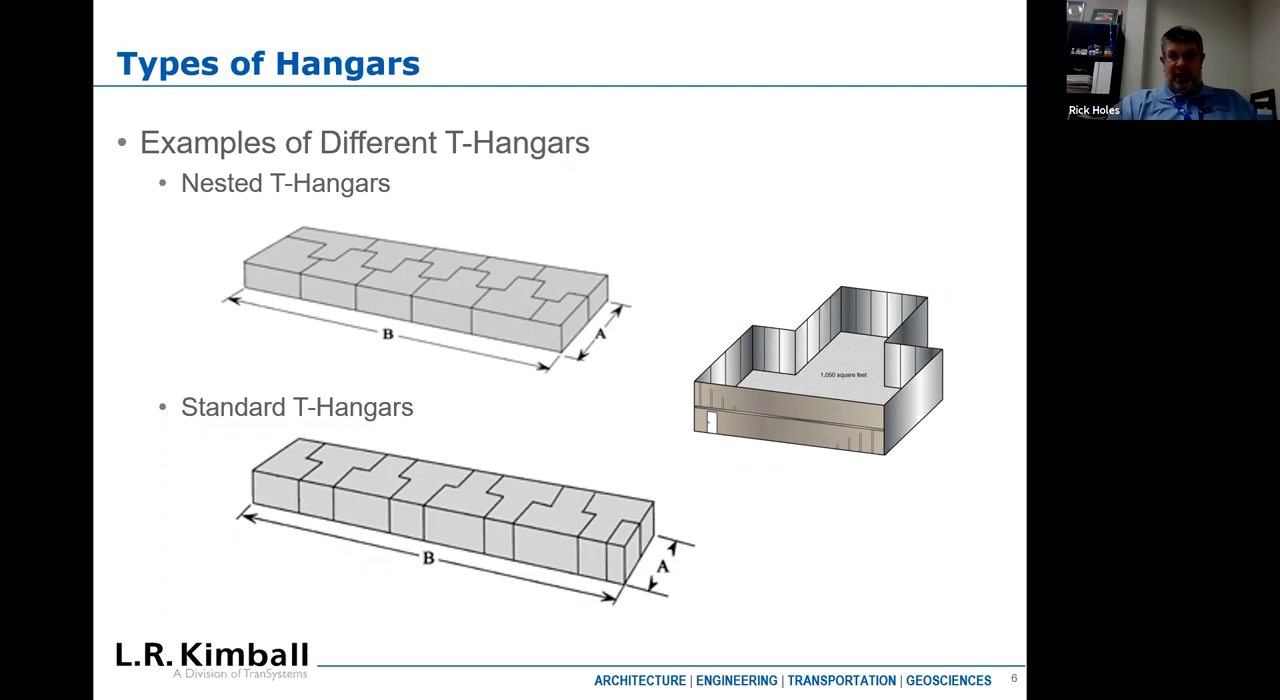 Types of Hangars
Rick Holes
• Examples of Different T-Hangars
• Nested T-Hangars
B
A
1,050 square feet
• Standard T-Hangars
B
A
L.R. Kimball
A Division of TranSystems
ARCHITECTURE | ENGINEERING | TRANSPORTATION | GEOSCIENCES
6